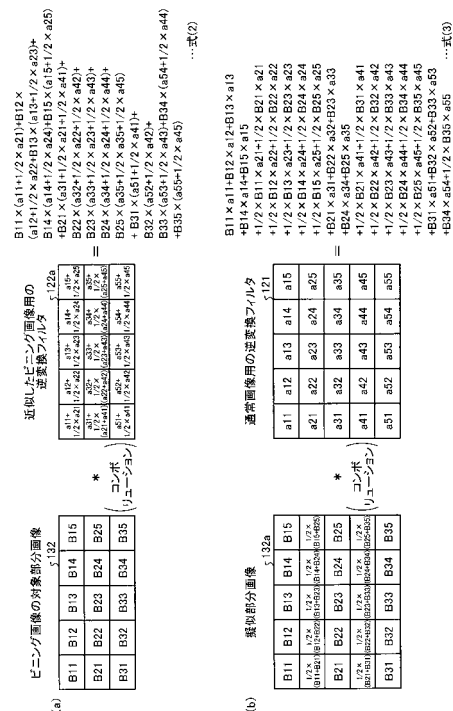 (a)
ビニング画像の対象部分画像
132
B11 B12 B13 B14 B15
B21 B22 B23 B24 B25
B31 B32 B33 B34 B35
*
(コンボ
リューション)
近似したビニング画像用の
逆変換フィルタ
122a
a11+ a12+ a13+ a14+ a15+
1/2×a21 1/2×a22 1/2×a23 1/2×a24 1/2×a25
a31+ a32+ a33+ a34+ a35+
1/2× 1/2× 1/2× 1/2× 1/2×
(a21+a41) (a22+a42) (a23+a43) (a24+a44) (a25+a45)
a51+ a52+ a53+ a54+ a55+
1/2×a41 1/2×a42 1/2×a43 1/2×a44 1/2×a45
=
B11×(a11+1/2×a21)+B12×
(a12+1/2×a22+B13×(a13+1/2×a23)+
B14×(a14+1/2×a24)+B15×(a15+1/2×a25)
+B21×(a31+1/2×a21+1/2×a41)+
B22×(a32+1/2×a22+1/2×a42)+
B23×(a33+1/2×a23+1/2×a43)+
B24×(a34+1/2×a24+1/2×a44)+
B25×(a35+1/2×a35+1/2×a45)
+ B31×(a51+1/2×a41)+
B32×(a52+1/2×a42)+
B33×(a53+1/2×a43)+B34×(a54+1/2×a44)
+B35×(a55+1/2×a45)
…式(2)
(b)
擬似部分画像
132a
B11 B12 B13 B14 B15
1/2× 1/2× 1/2× 1/2× 1/2×
(B11+B21) (B12+B22) (B13+B23) (B14+B24) (B15+B25)
B21 B22 B23 B24 B25
1/2× 1/2× 1/2× 1/2× 1/2×
(B21+B31) (B22+B32) (B23+B33) (B24+B34) (B25+B35)
B31 B32 B33 B34 B35
*
(コンボ
リューション)
通常画像用の逆変換フィルタ
121
a11 a12 a13 a14 a15
a21 a22 a23 a24 a25
a31 a32 a33 a34 a35
a41 a42 a43 a44 a45
a51 a52 a53 a54 a55
=
B11×a11+B12×a12+B13×a13
+B14×a14+B15×a15
+1/2×B11×a21+1/2×B21×a21
+1/2×B12×a22+1/2×B22×a22
+1/2×B13×a23+1/2×B23×a23
+1/2×B14×a24+1/2×B24×a24
+1/2×B15×a25+1/2×B25×a25
+B21×a31+B22×a32+B23×a33
+B24×a34+B25×a35
+1/2×B21×a41+1/2×B31×a41
+1/2×B22×a42+1/2×B32×a42
+1/2×B23×a43+1/2×B33×a43
+1/2×B24×a44+1/2×B34×a44
+1/2×B25×a45+1/2×B35×a45
+B31×a51+B32×a52+B33×a53
+B34×a54+1/2×B35×a55
…式(3)